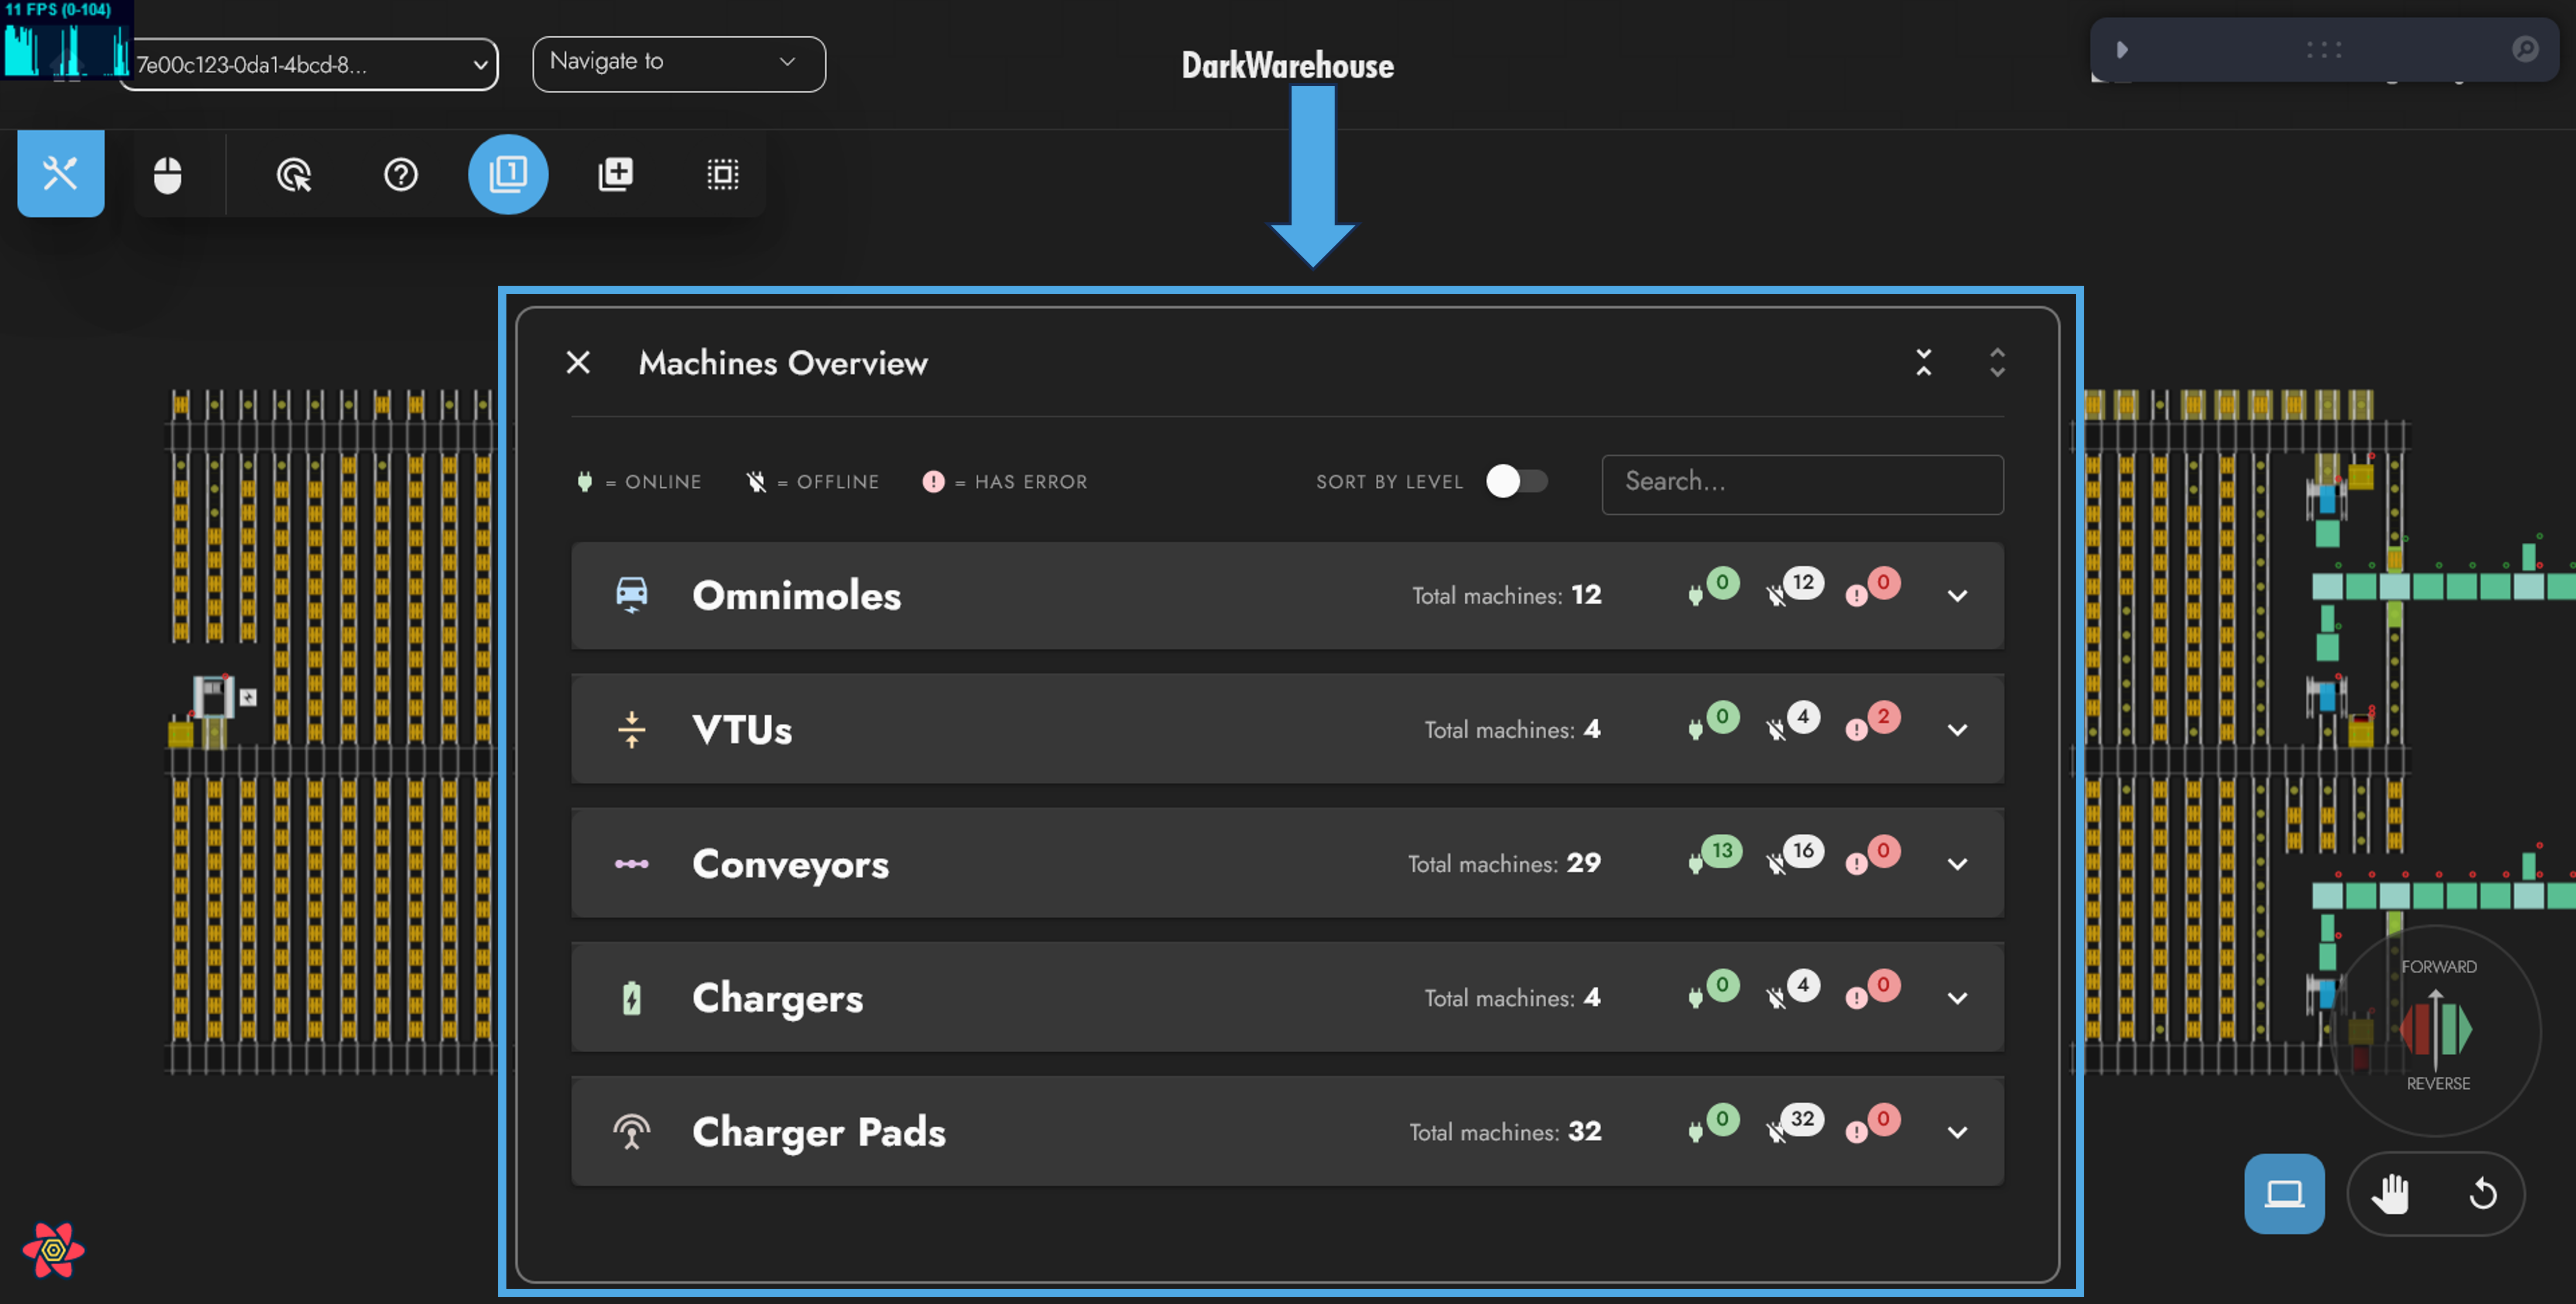 11 FPS (0-104)
7e00c123-0da1-4bcd-8...
Navigate to
DarkWarehouse
1
Machines Overview
= ONLINE
= OFFLINE
= HAS ERROR
SORT BY LEVEL
Search...
Omnimoles
Total machines: 12
0
12
0
VTUs
Total machines: 4
0
4
2
Conveyors
Total machines: 29
13
16
0
Chargers
Total machines: 4
0
4
0
Charger Pads
Total machines: 32
0
32
0
FORWARD
REVERSE